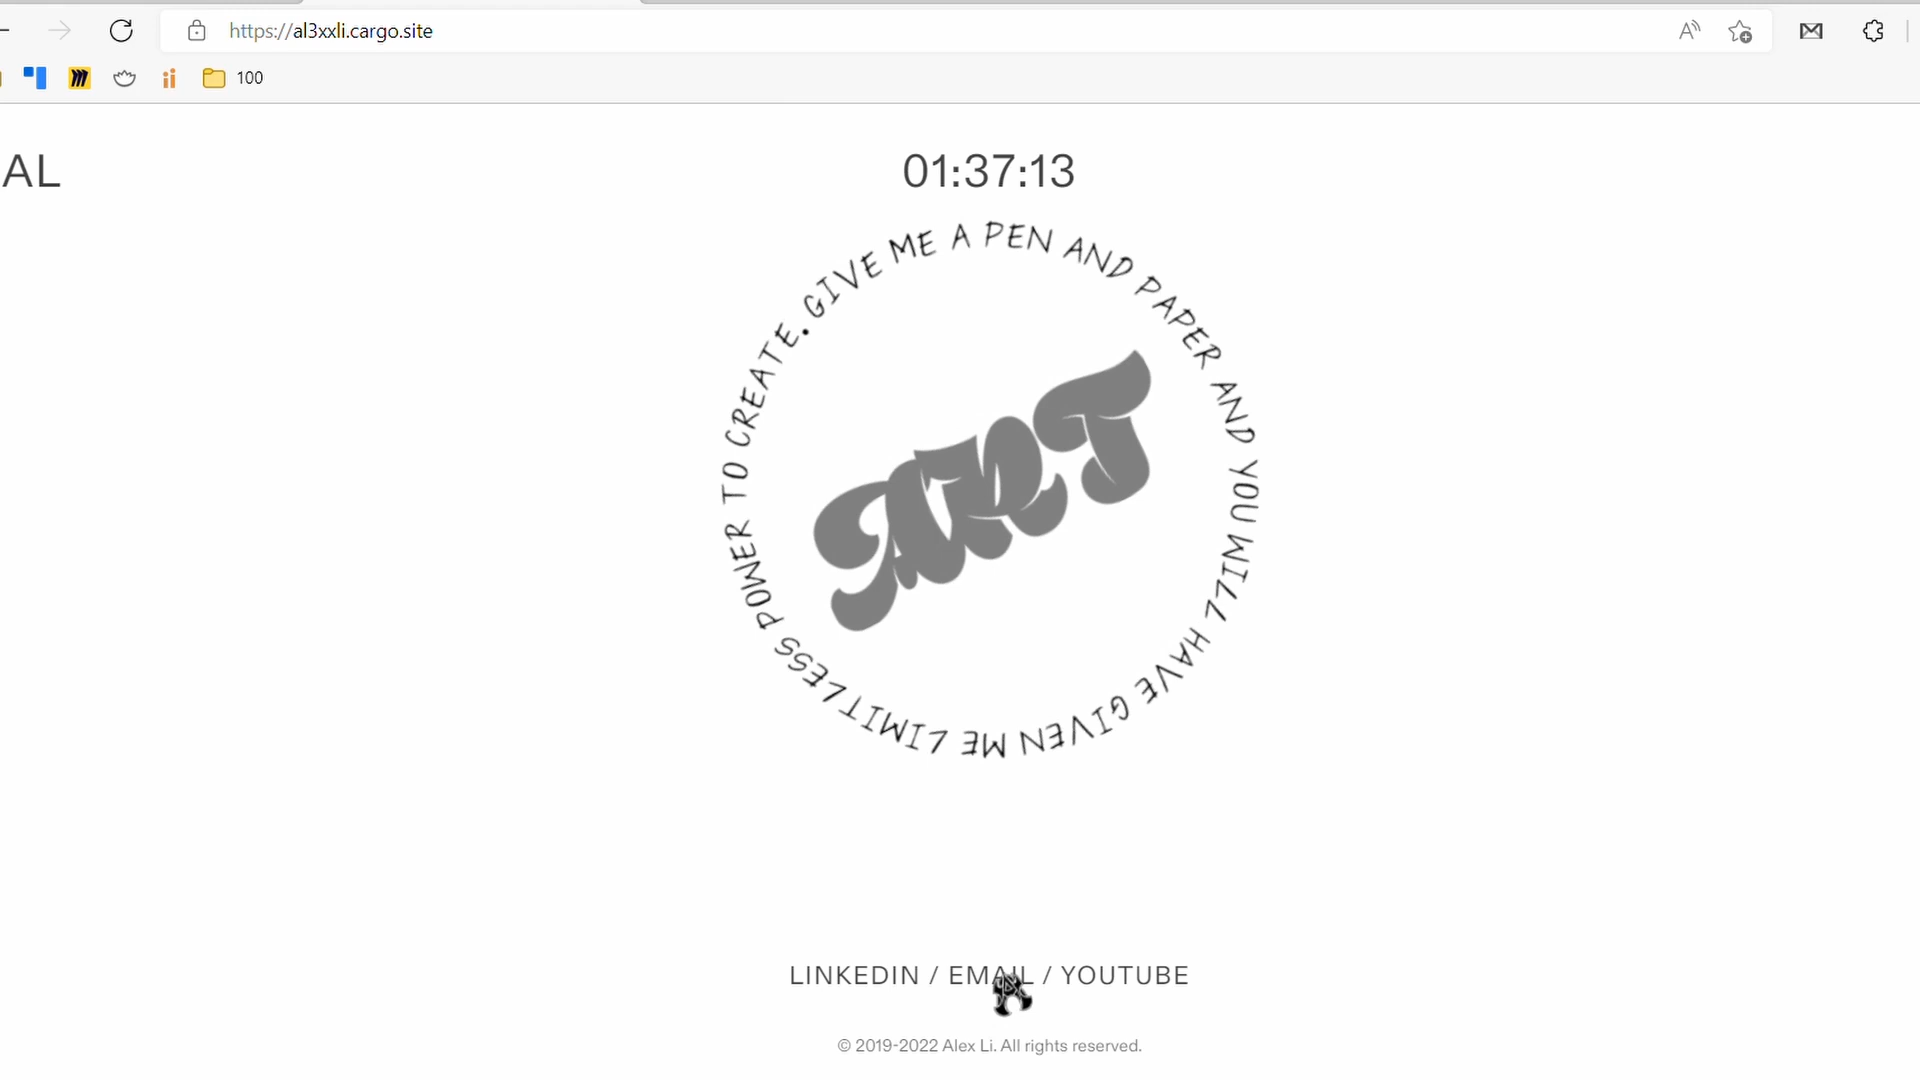 https://al3xxli.cargo.site
100
AL
01:37:13
GIVE ME A PEN AND PAPER AND YOU WILL HAVE GIVEN ME LIMITLESS POWER TO CREATE.
ART
LINKEDIN / EMAIL / YOUTUBE
© 2019-2022 Alex Li. All rights reserved.